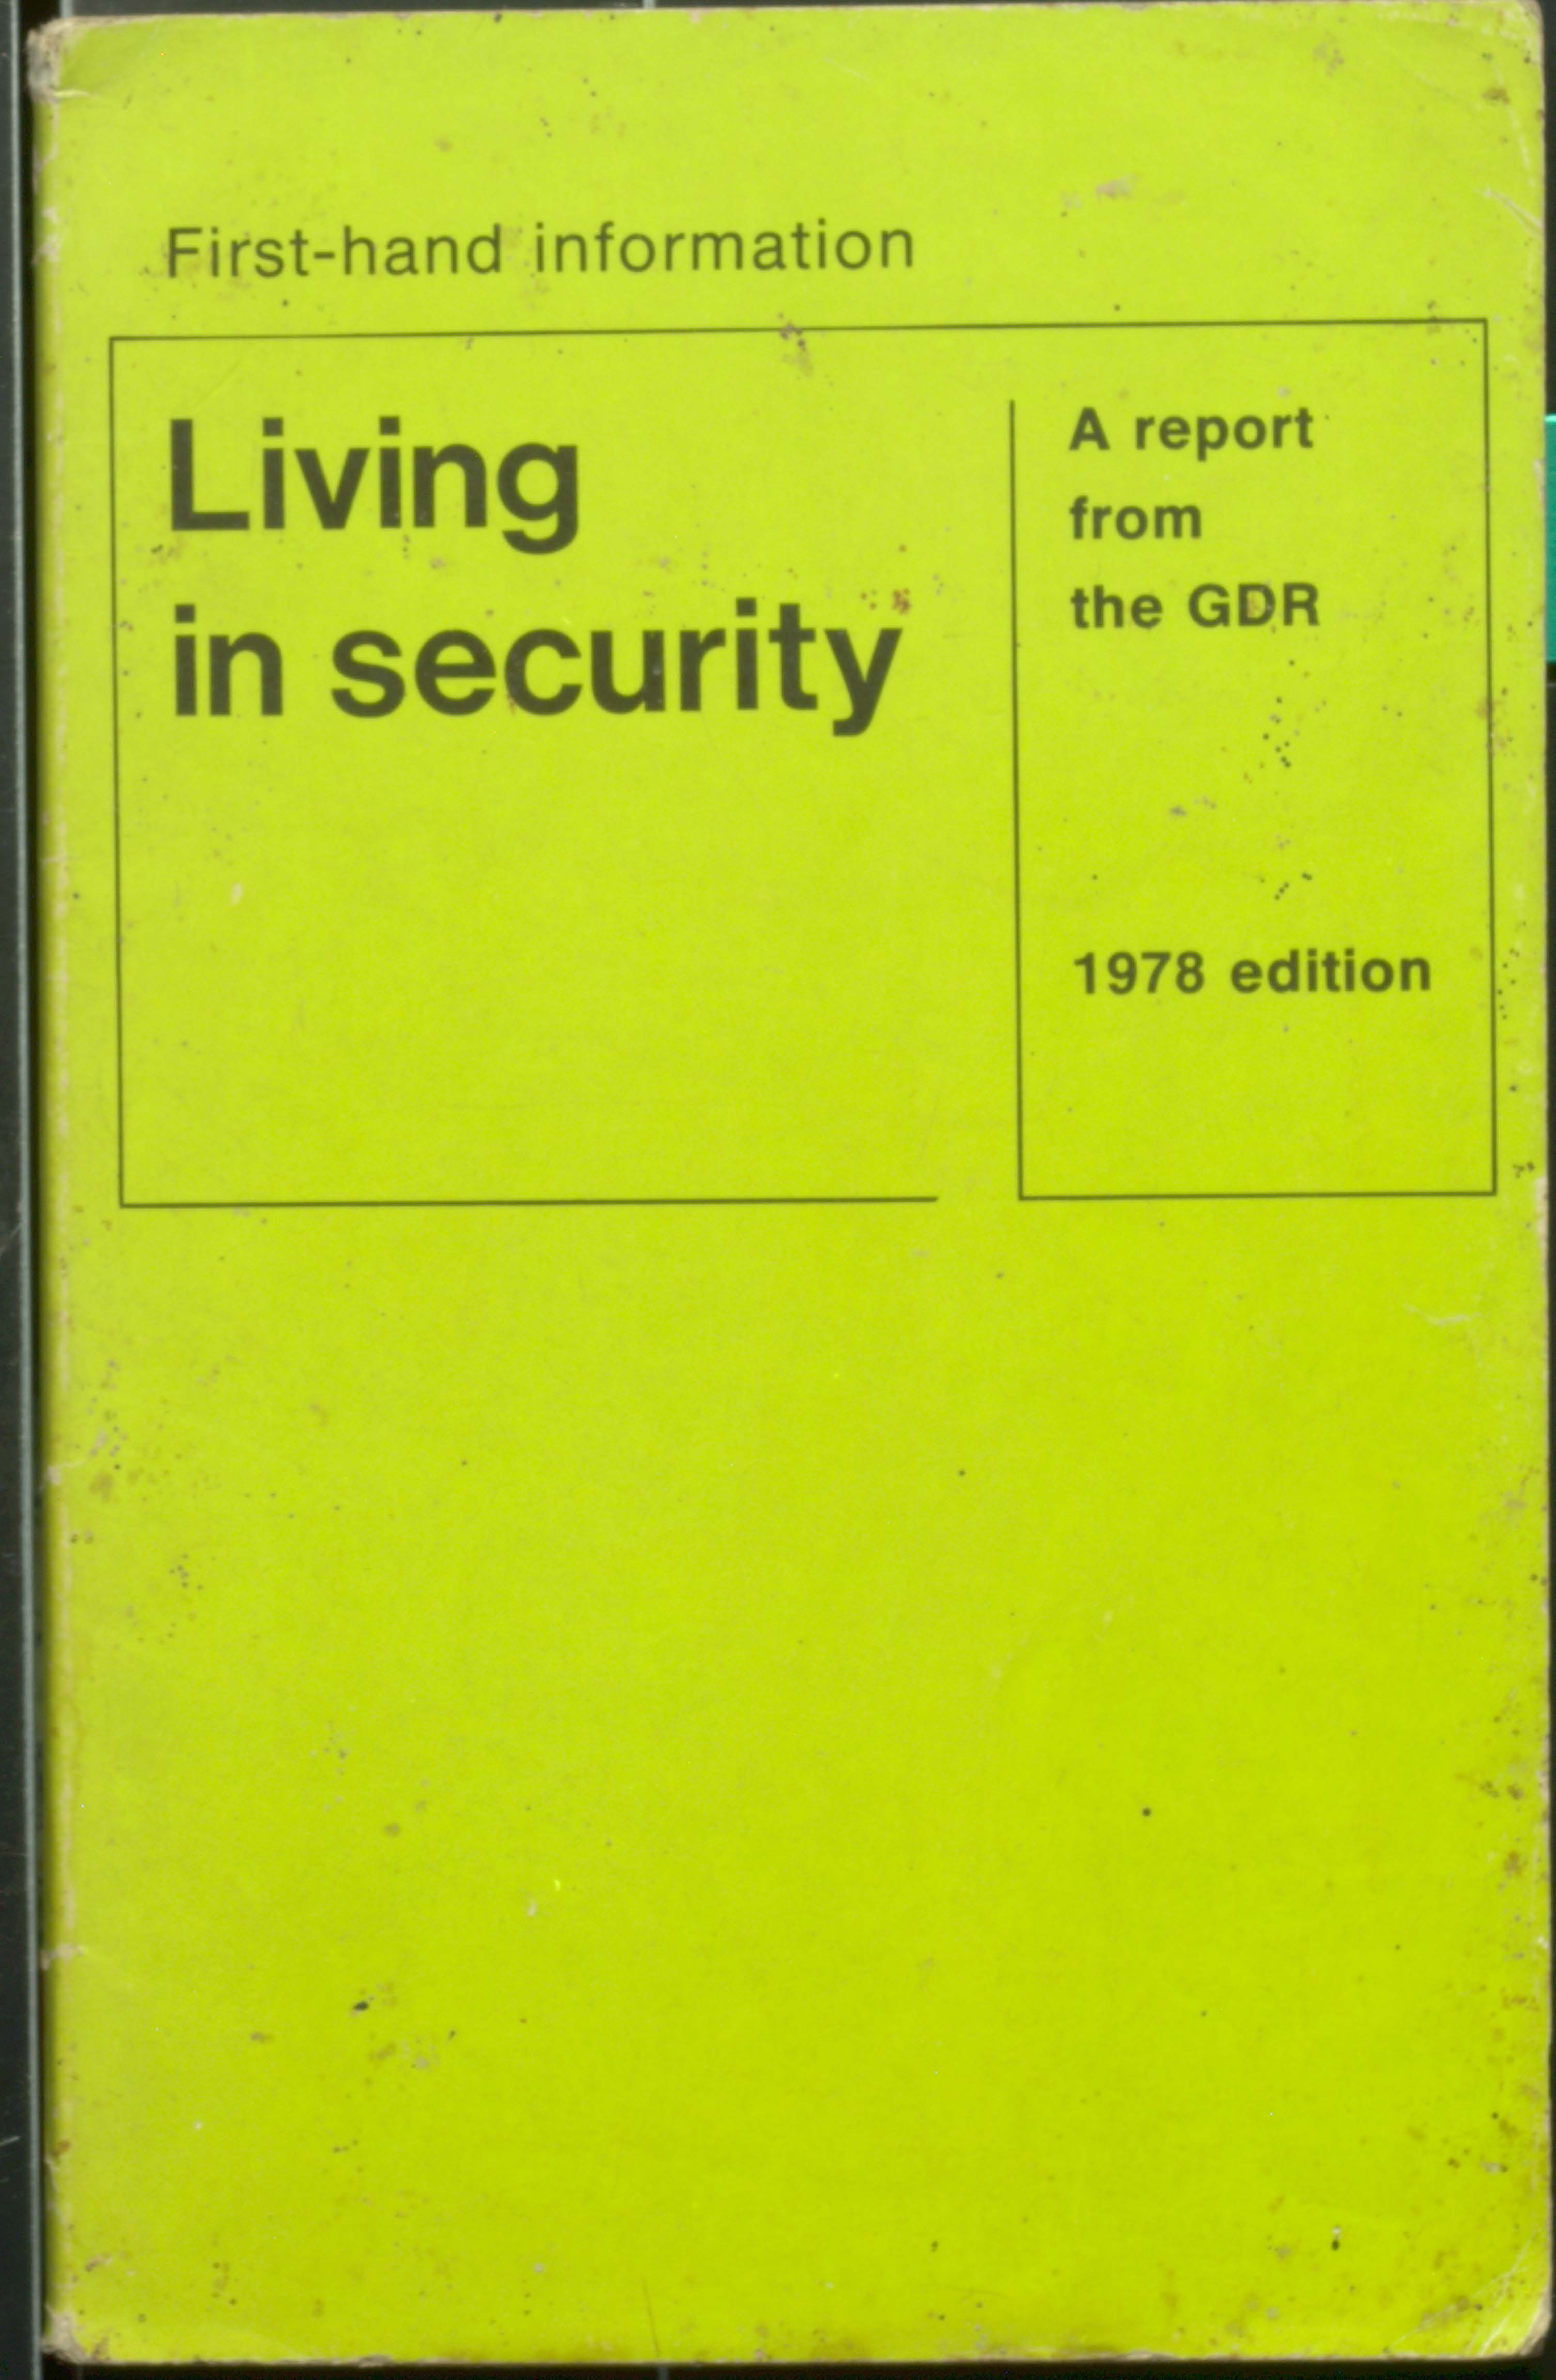 First-hand information
Living
in security
A report
from
the GDR
1978 edition